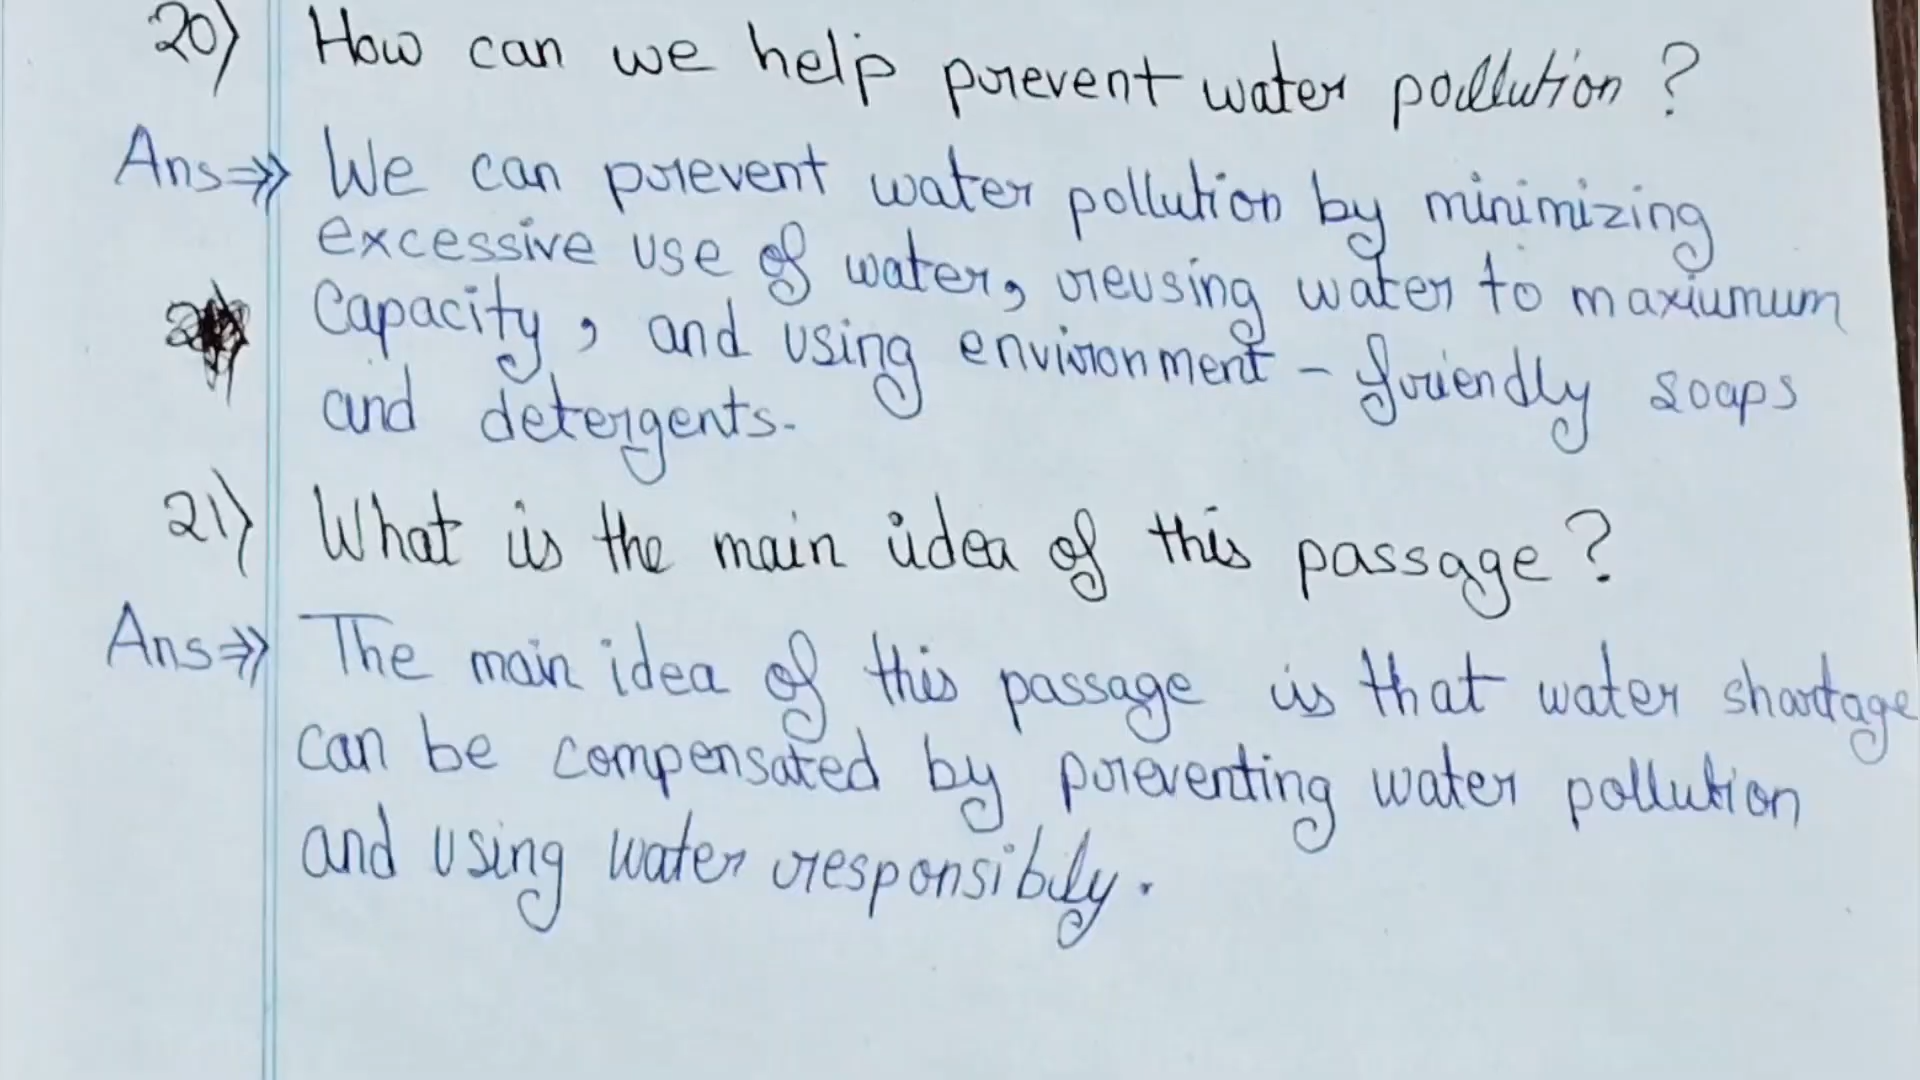 20) How can we help prevent water pollution ?
Ans⇒» We can prevent water pollution by minimizing
excessive use of water, reusing water to maxiumum
Capacity, and using environment - friendly soaps
and detergents.
21) What is the main idea of this passage ?
Ans⇒» The main idea of this passage is that water shortage
can be compensated by preventing water pollution
and using water responsibily.